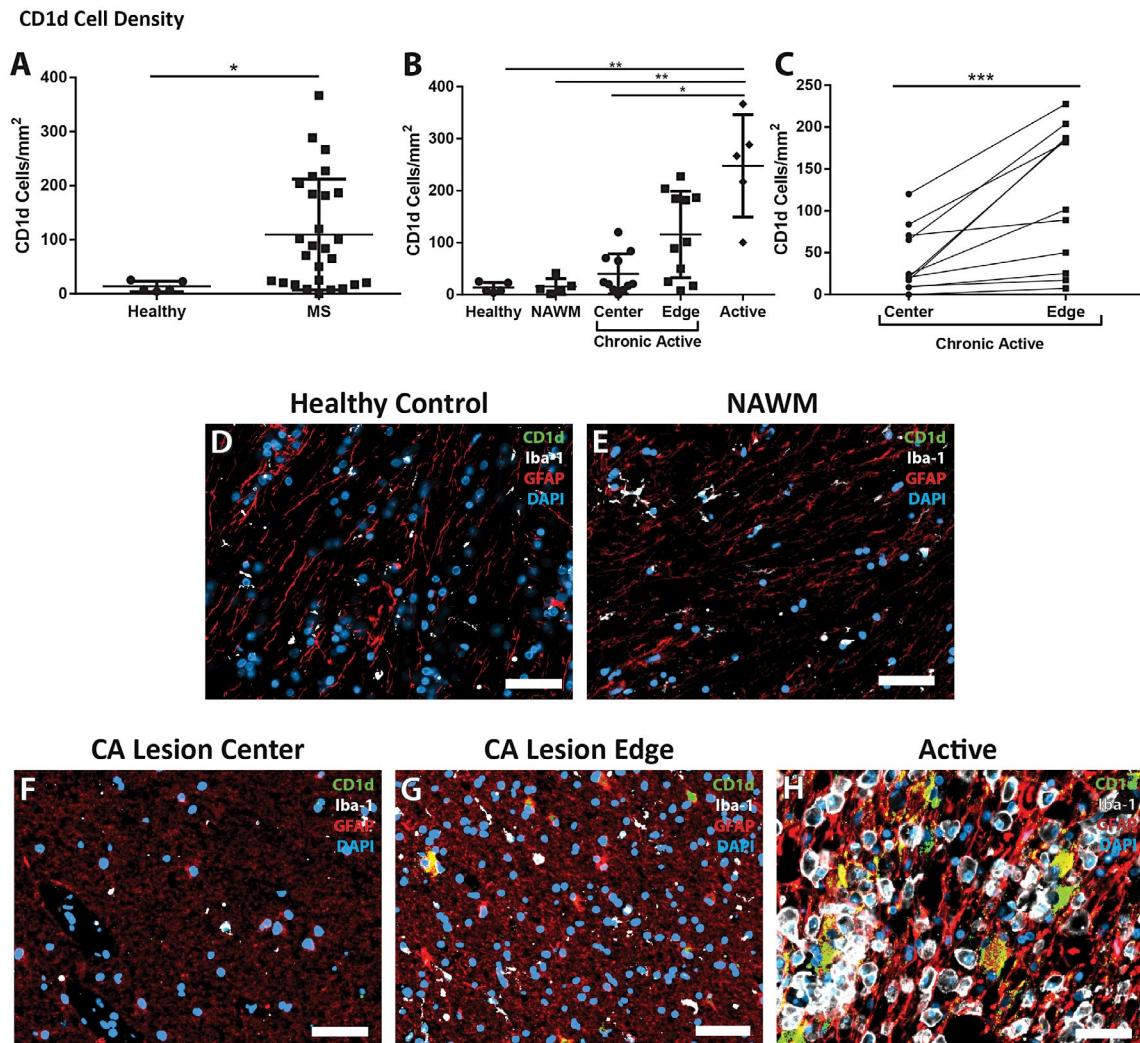 CD1d Cell Density
A
*
CD1d Cells/mm²
400
300
200
100
0
Healthy
MS
B
**
**
*
CD1d Cells/mm²
400
300
200
100
0
Healthy
NAWM
Center
Edge
Active
Chronic Active
C
***
CD1d Cells/mm²
250
200
150
100
50
0
Center
Edge
Chronic Active
Healthy Control
D
CD1d
Iba-1
GFAP
DAPI
NAWM
E
CD1d
Iba-1
GFAP
DAPI
CA Lesion Center
F
CD1d
Iba-1
GFAP
DAPI
CA Lesion Edge
G
CD1d
Iba-1
GFAP
DAPI
Active
H
CD1d
Iba-1
GFAP
DAPI